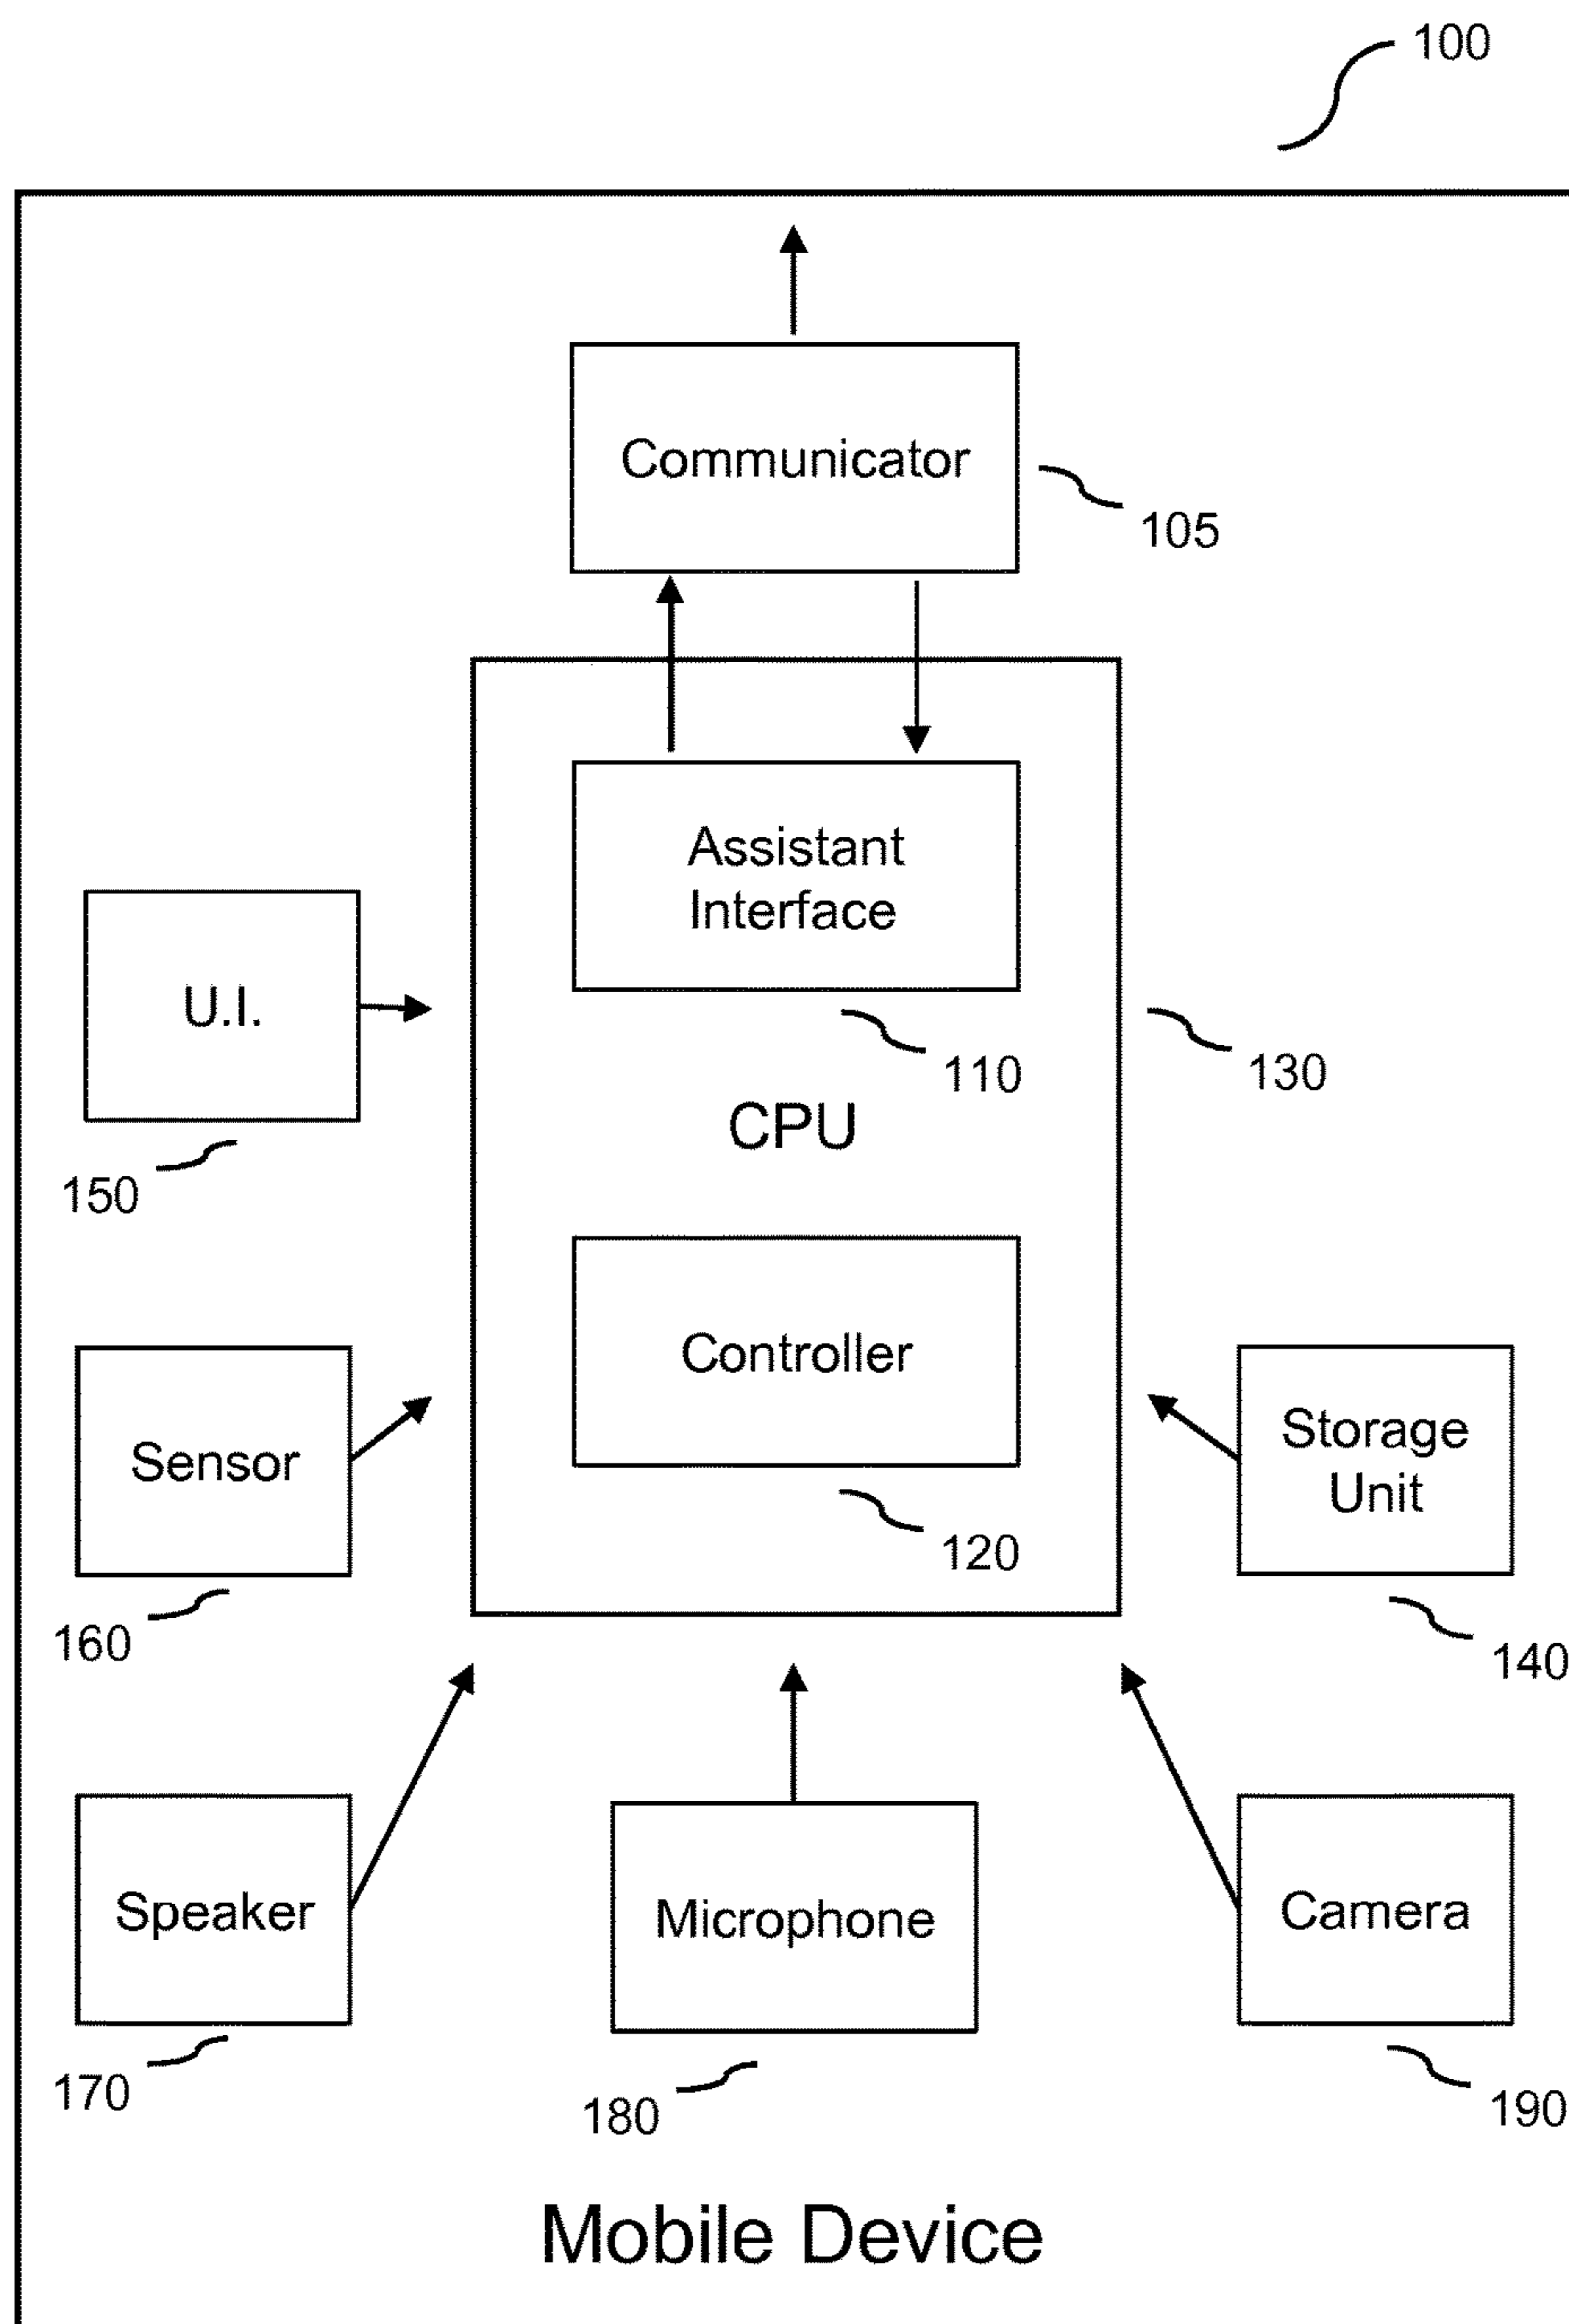 100
Communicator
105
Assistant
Interface
U.I.
110
130
CPU
150
Controller
Sensor
Storage
Unit
120
160
140
Speaker
Microphone
Camera
170
180
190
Mobile Device